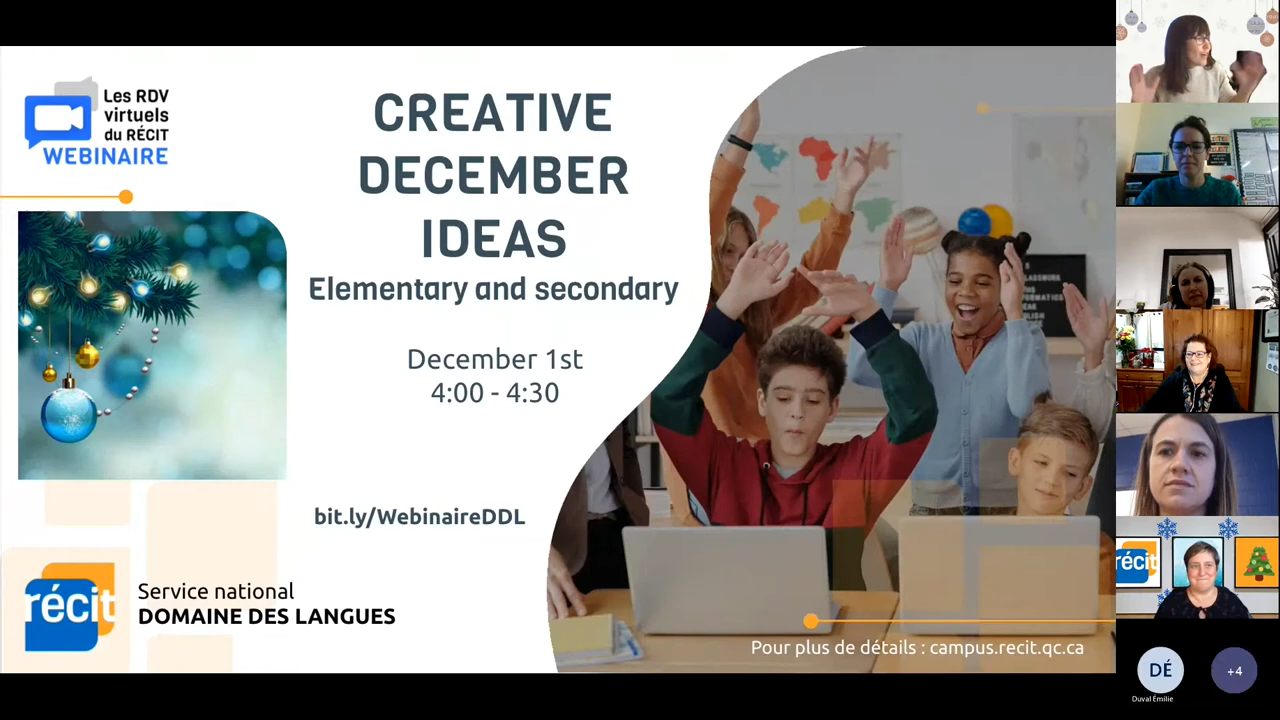 Les RDV
virtuels
du RÉCIT
WEBINAIRE
CREATIVE
DECEMBER
IDEAS
Elementary and secondary
December 1st
4:00 - 4:30
bit.ly/WebinaireDDL
récit
Service national
DOMAINE DES LANGUES
Pour plus de détails : campus.recit.qc.ca
récit
DÉ
+4
Duval Émilie